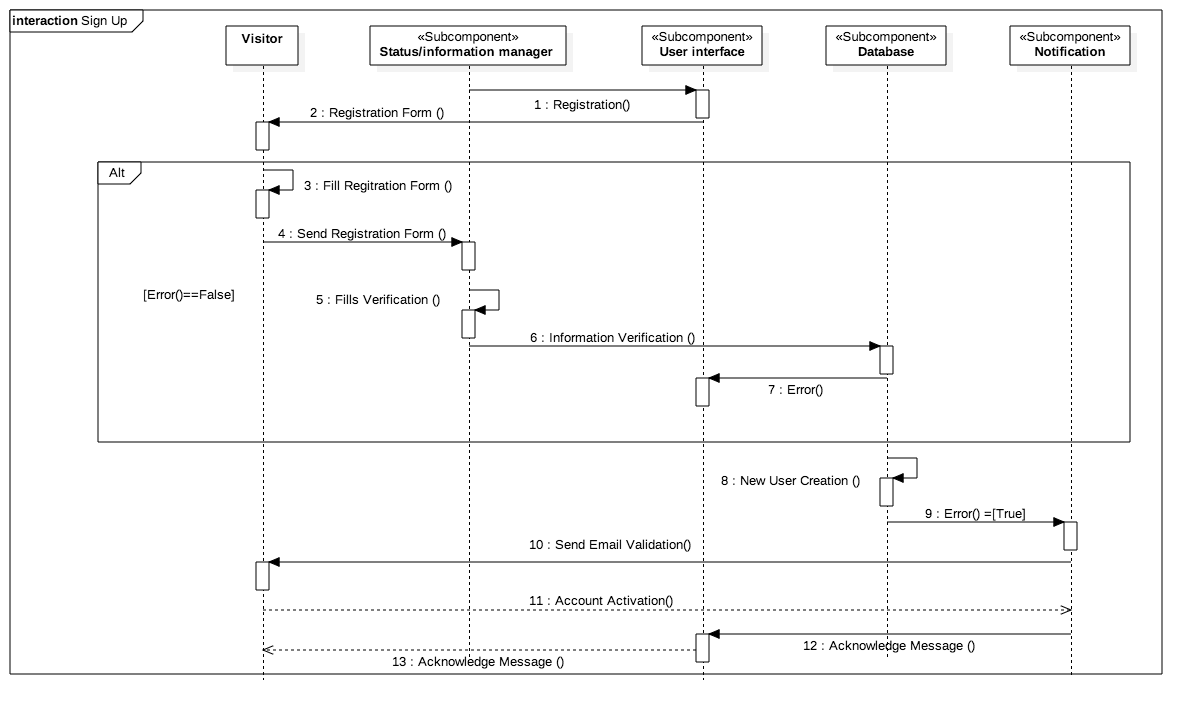 interaction Sign Up
Visitor
«Subcomponent»
Status/information manager
«Subcomponent»
User interface
«Subcomponent»
Database
«Subcomponent»
Notification
1 : Registration()
2 : Registration Form ()
Alt
3 : Fill Regitration Form ()
4 : Send Registration Form ()
[Error()==False]
5 : Fills Verification ()
6 : Information Verification ()
7 : Error()
8 : New User Creation ()
9 : Error() =[True]
10 : Send Email Validation()
11 : Account Activation()
12 : Acknowledge Message ()
13 : Acknowledge Message ()